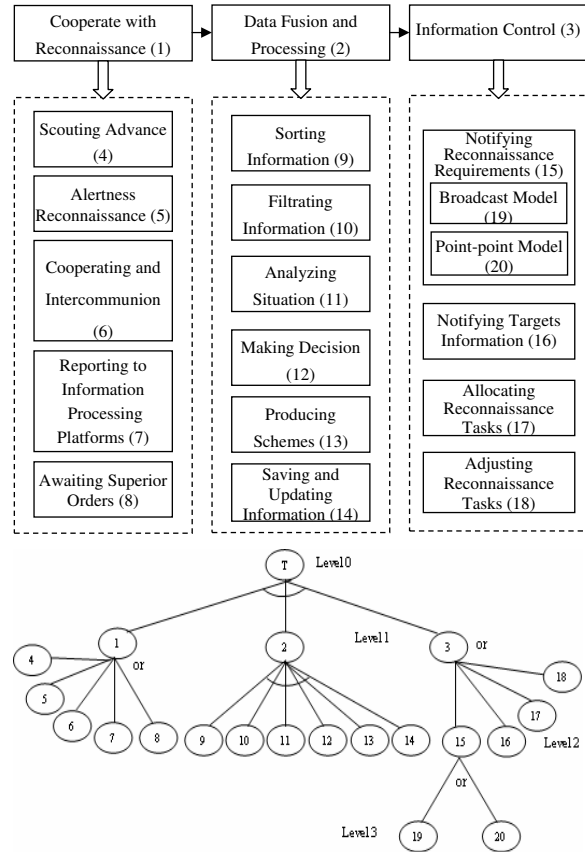 Cooperate with
Reconnaissance (1)
Data Fusion and
Processing (2)
Information Control (3)
Scouting Advance
(4)
Alertness
Reconnaissance (5)
Cooperating and
Intercommunion
(6)
Reporting to
Information
Processing
Platforms (7)
Awaiting Superior
Orders (8)
Sorting
Information (9)
Filtrating
Information (10)
Analyzing
Situation (11)
Making Decision
(12)
Producing
Schemes (13)
Saving and
Updating
Information (14)
Notifying
Reconnaissance
Requirements (15)
Broadcast Model
(19)
Point-point Model
(20)
Notifying Targets
Information (16)
Allocating
Reconnaissance
Tasks (17)
Adjusting
Reconnaissance
Tasks (18)
T Level0
1 or 2 Level1 3 or
4 5 6 7 8
9 10 11 12 13 14
15 16 17 18 Level2
or
Level3 19 20